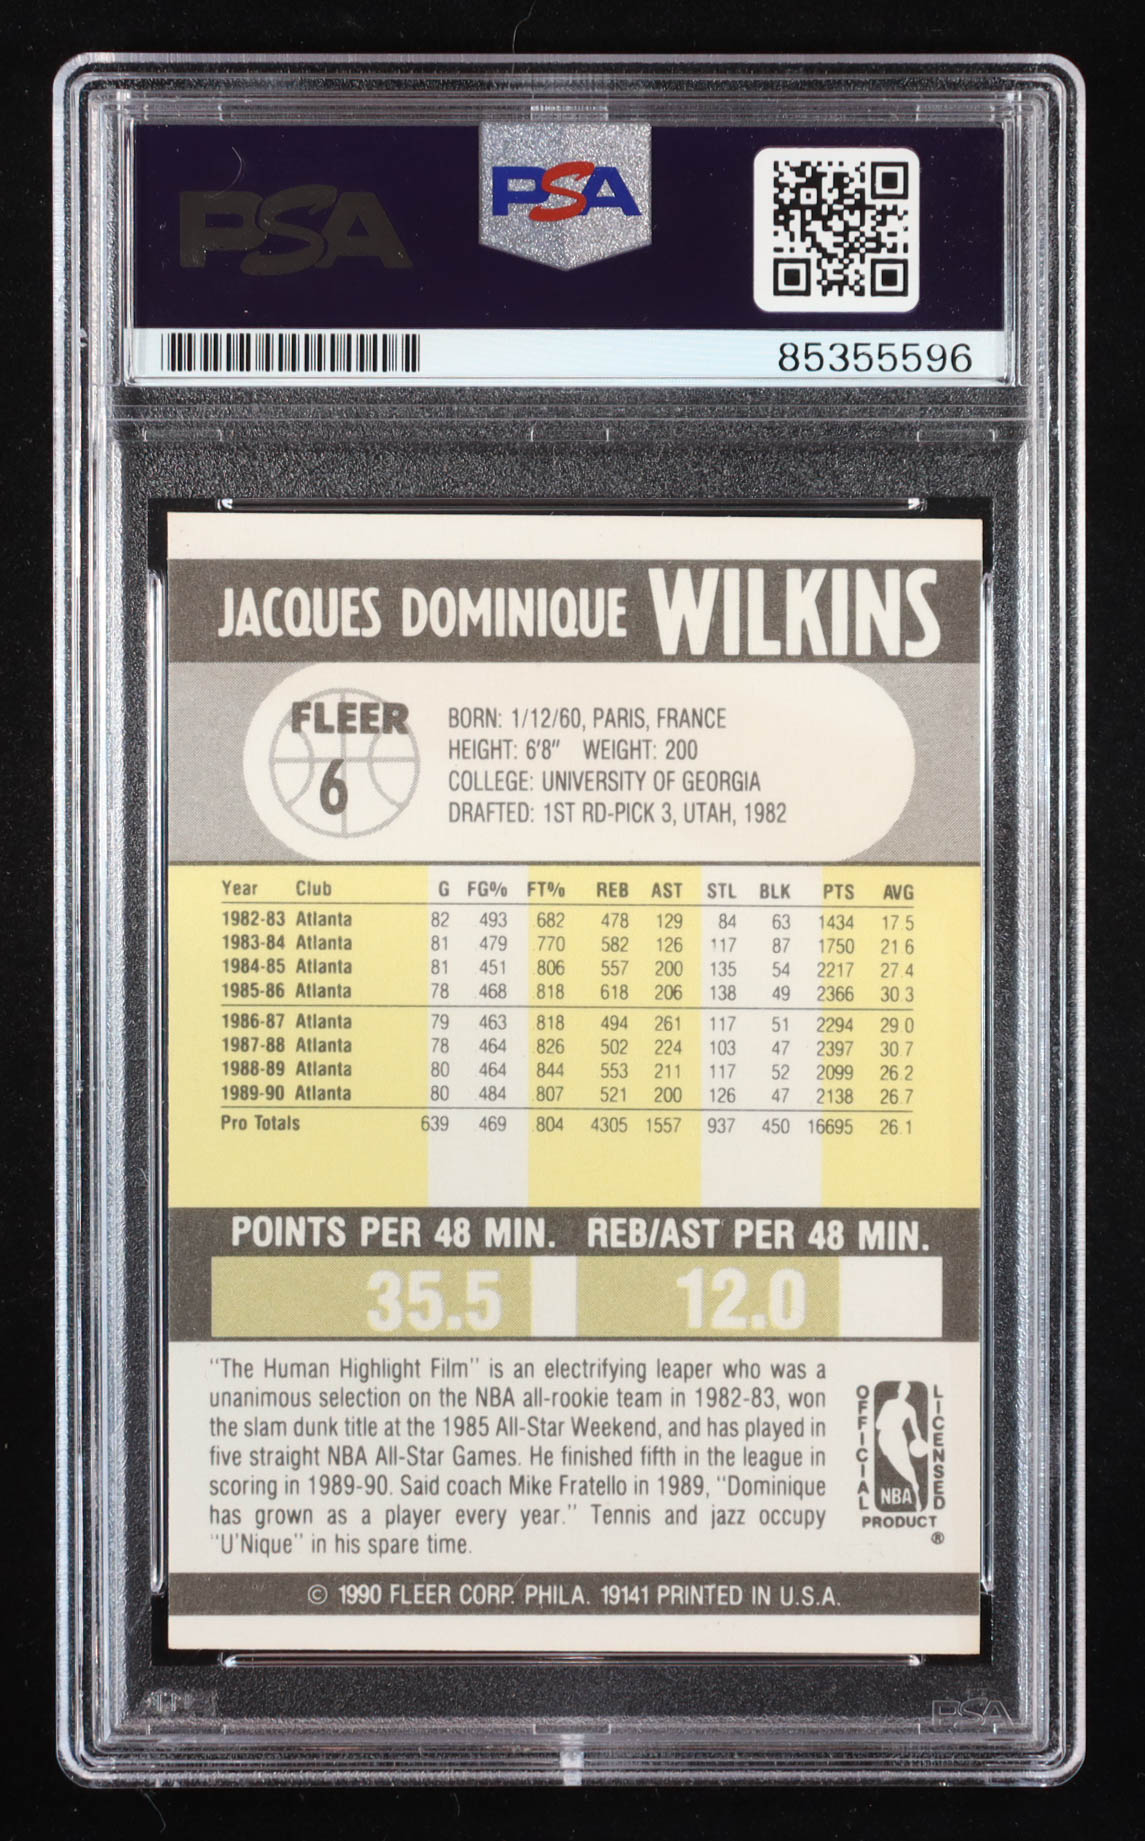 PSA
PSA
85355596
JACQUES DOMINIQUE WILKINS
FLEER
6
BORN: 1/12/60, PARIS, FRANCE
HEIGHT: 6'8" WEIGHT: 200
COLLEGE: UNIVERSITY OF GEORGIA
DRAFTED: 1ST RD-PICK 3, UTAH, 1982
Year Club G FG% FT% REB AST STL BLK PTS AVG
1982-83 Atlanta 82 .493 .682 478 129 84 63 1434 17.5
1983-84 Atlanta 81 .479 .770 582 126 117 87 1750 21.6
1984-85 Atlanta 81 .451 .806 557 200 135 54 2217 27.4
1985-86 Atlanta 78 .468 .818 618 206 138 49 2366 30.3
1986-87 Atlanta 79 .463 .818 494 261 117 51 2294 29.0
1987-88 Atlanta 78 .464 .826 502 224 103 47 2397 30.7
1988-89 Atlanta 80 .464 .844 553 211 117 52 2099 26.2
1989-90 Atlanta 80 .484 .807 521 200 126 47 2138 26.7
Pro Totals 639 .469 .804 4305 1557 937 450 16695 26.1
POINTS PER 48 MIN. REB/AST PER 48 MIN.
35.5 12.0
"The Human Highlight Film" is an electrifying leaper who was a
unanimous selection on the NBA all-rookie team in 1982-83, won
the slam dunk title at the 1985 All-Star Weekend, and has played in
five straight NBA All-Star Games. He finished fifth in the league in
scoring in 1989-90. Said coach Mike Fratello in 1989, "Dominique
has grown as a player every year." Tennis and jazz occupy
"U'Nique" in his spare time.
OFFICIAL
LICENSED
NBA
PRODUCT
®
© 1990 FLEER CORP. PHILA. 19141 PRINTED IN U.S.A.
PSA